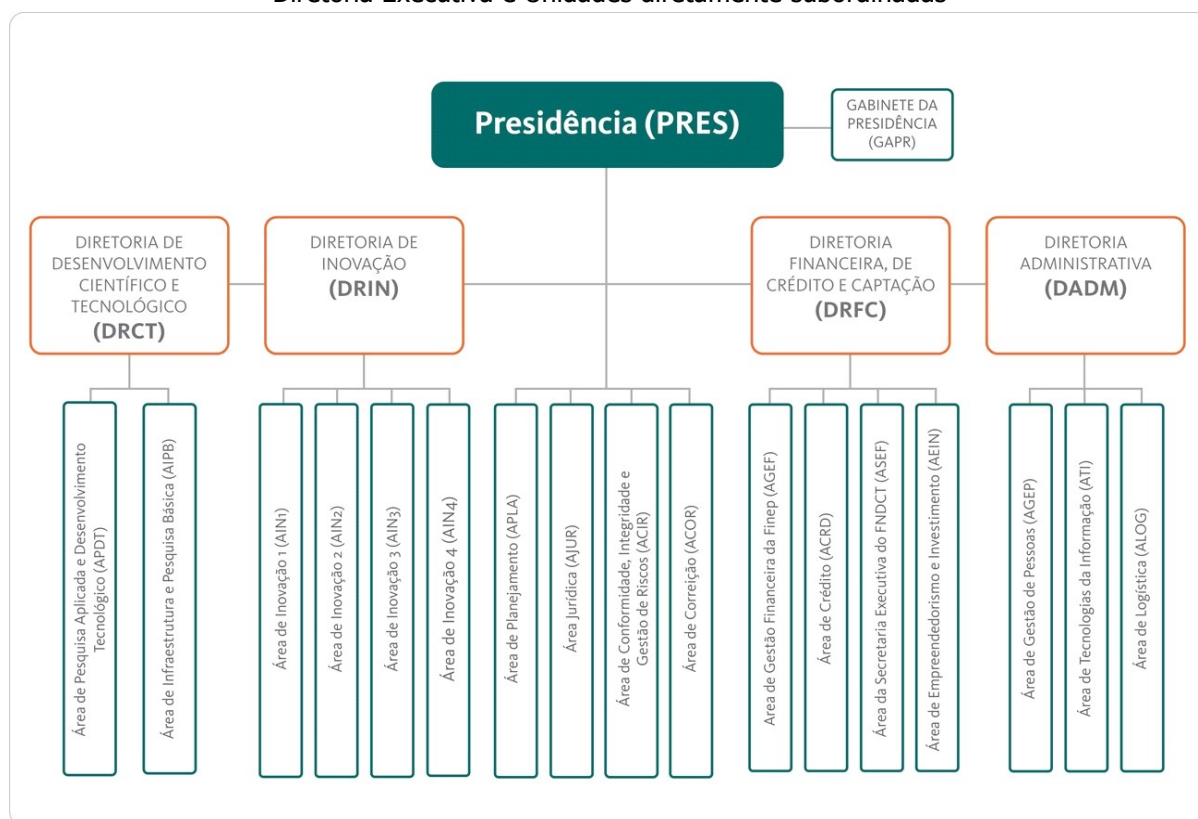 Diretoria Executiva e Unidades diretamente subordinadas
Presidência (PRES)
GABINETE DA
PRESIDÊNCIA
(GAPR)
DIRETORIA DE
DESENVOLVIMENTO
CIENTÍFICO E
TECNOLÓGICO
(DRCT)
DIRETORIA DE
INOVAÇÃO
(DRIN)
DIRETORIA
FINANCEIRA, DE
CRÉDITO E CAPTAÇÃO
(DRFC)
DIRETORIA
ADMINISTRATIVA
(DADM)
Área de Pesquisa Aplicada e Desenvolvimento
Tecnológico (APDT)
Área de Infraestrutura e Pesquisa Básica (AIPB)
Área de Inovação 1 (AIN1)
Área de Inovação 2 (AIN2)
Área de Inovação 3 (AIN3)
Área de Inovação 4 (AIN4)
Área de Planejamento (APLA)
Área Jurídica (AJUR)
Área de Conformidade, Integridade e
Gestão de Riscos (ACIR)
Área de Correição (ACOR)
Área de Gestão Financeira da Finep (AGEF)
Área de Crédito (ACRD)
Área da Secretaria Executiva do FNDCT (ASEF)
Área de Empreendedorismo e Investimento (AEIN)
Área de Gestão de Pessoas (AGEP)
Área de Tecnologias da Informação (ATI)
Área de Logística (ALOG)